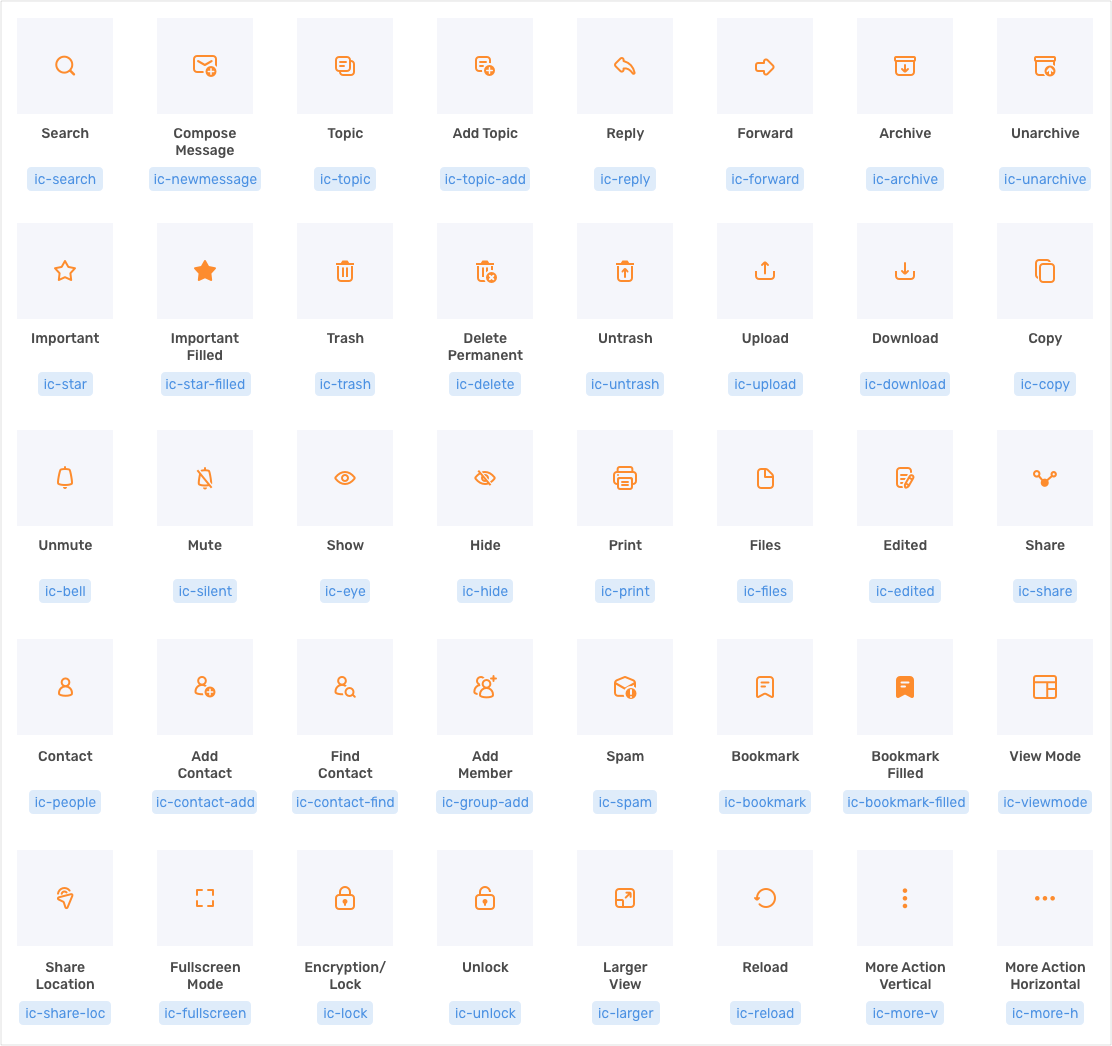 Search
Compose
Message
Topic
Add Topic
Reply
Forward
Archive
Unarchive
ic-search
ic-newmessage
ic-topic
ic-topic-add
ic-reply
ic-forward
ic-archive
ic-unarchive
Important
Important
Filled
Trash
Delete
Permanent
Untrash
Upload
Download
Copy
ic-star
ic-star-filled
ic-trash
ic-delete
ic-untrash
ic-upload
ic-download
ic-copy
Unmute
Mute
Show
Hide
Print
Files
Edited
Share
ic-bell
ic-silent
ic-eye
ic-hide
ic-print
ic-files
ic-edited
ic-share
Contact
Add
Contact
Find
Contact
Add
Member
Spam
Bookmark
Bookmark
Filled
View Mode
ic-people
ic-contact-add
ic-contact-find
ic-group-add
ic-spam
ic-bookmark
ic-bookmark-filled
ic-viewmode
Share
Location
Fullscreen
Mode
Encryption/
Lock
Unlock
Larger
View
Reload
More Action
Vertical
More Action
Horizontal
ic-share-loc
ic-fullscreen
ic-lock
ic-unlock
ic-larger
ic-reload
ic-more-v
ic-more-h